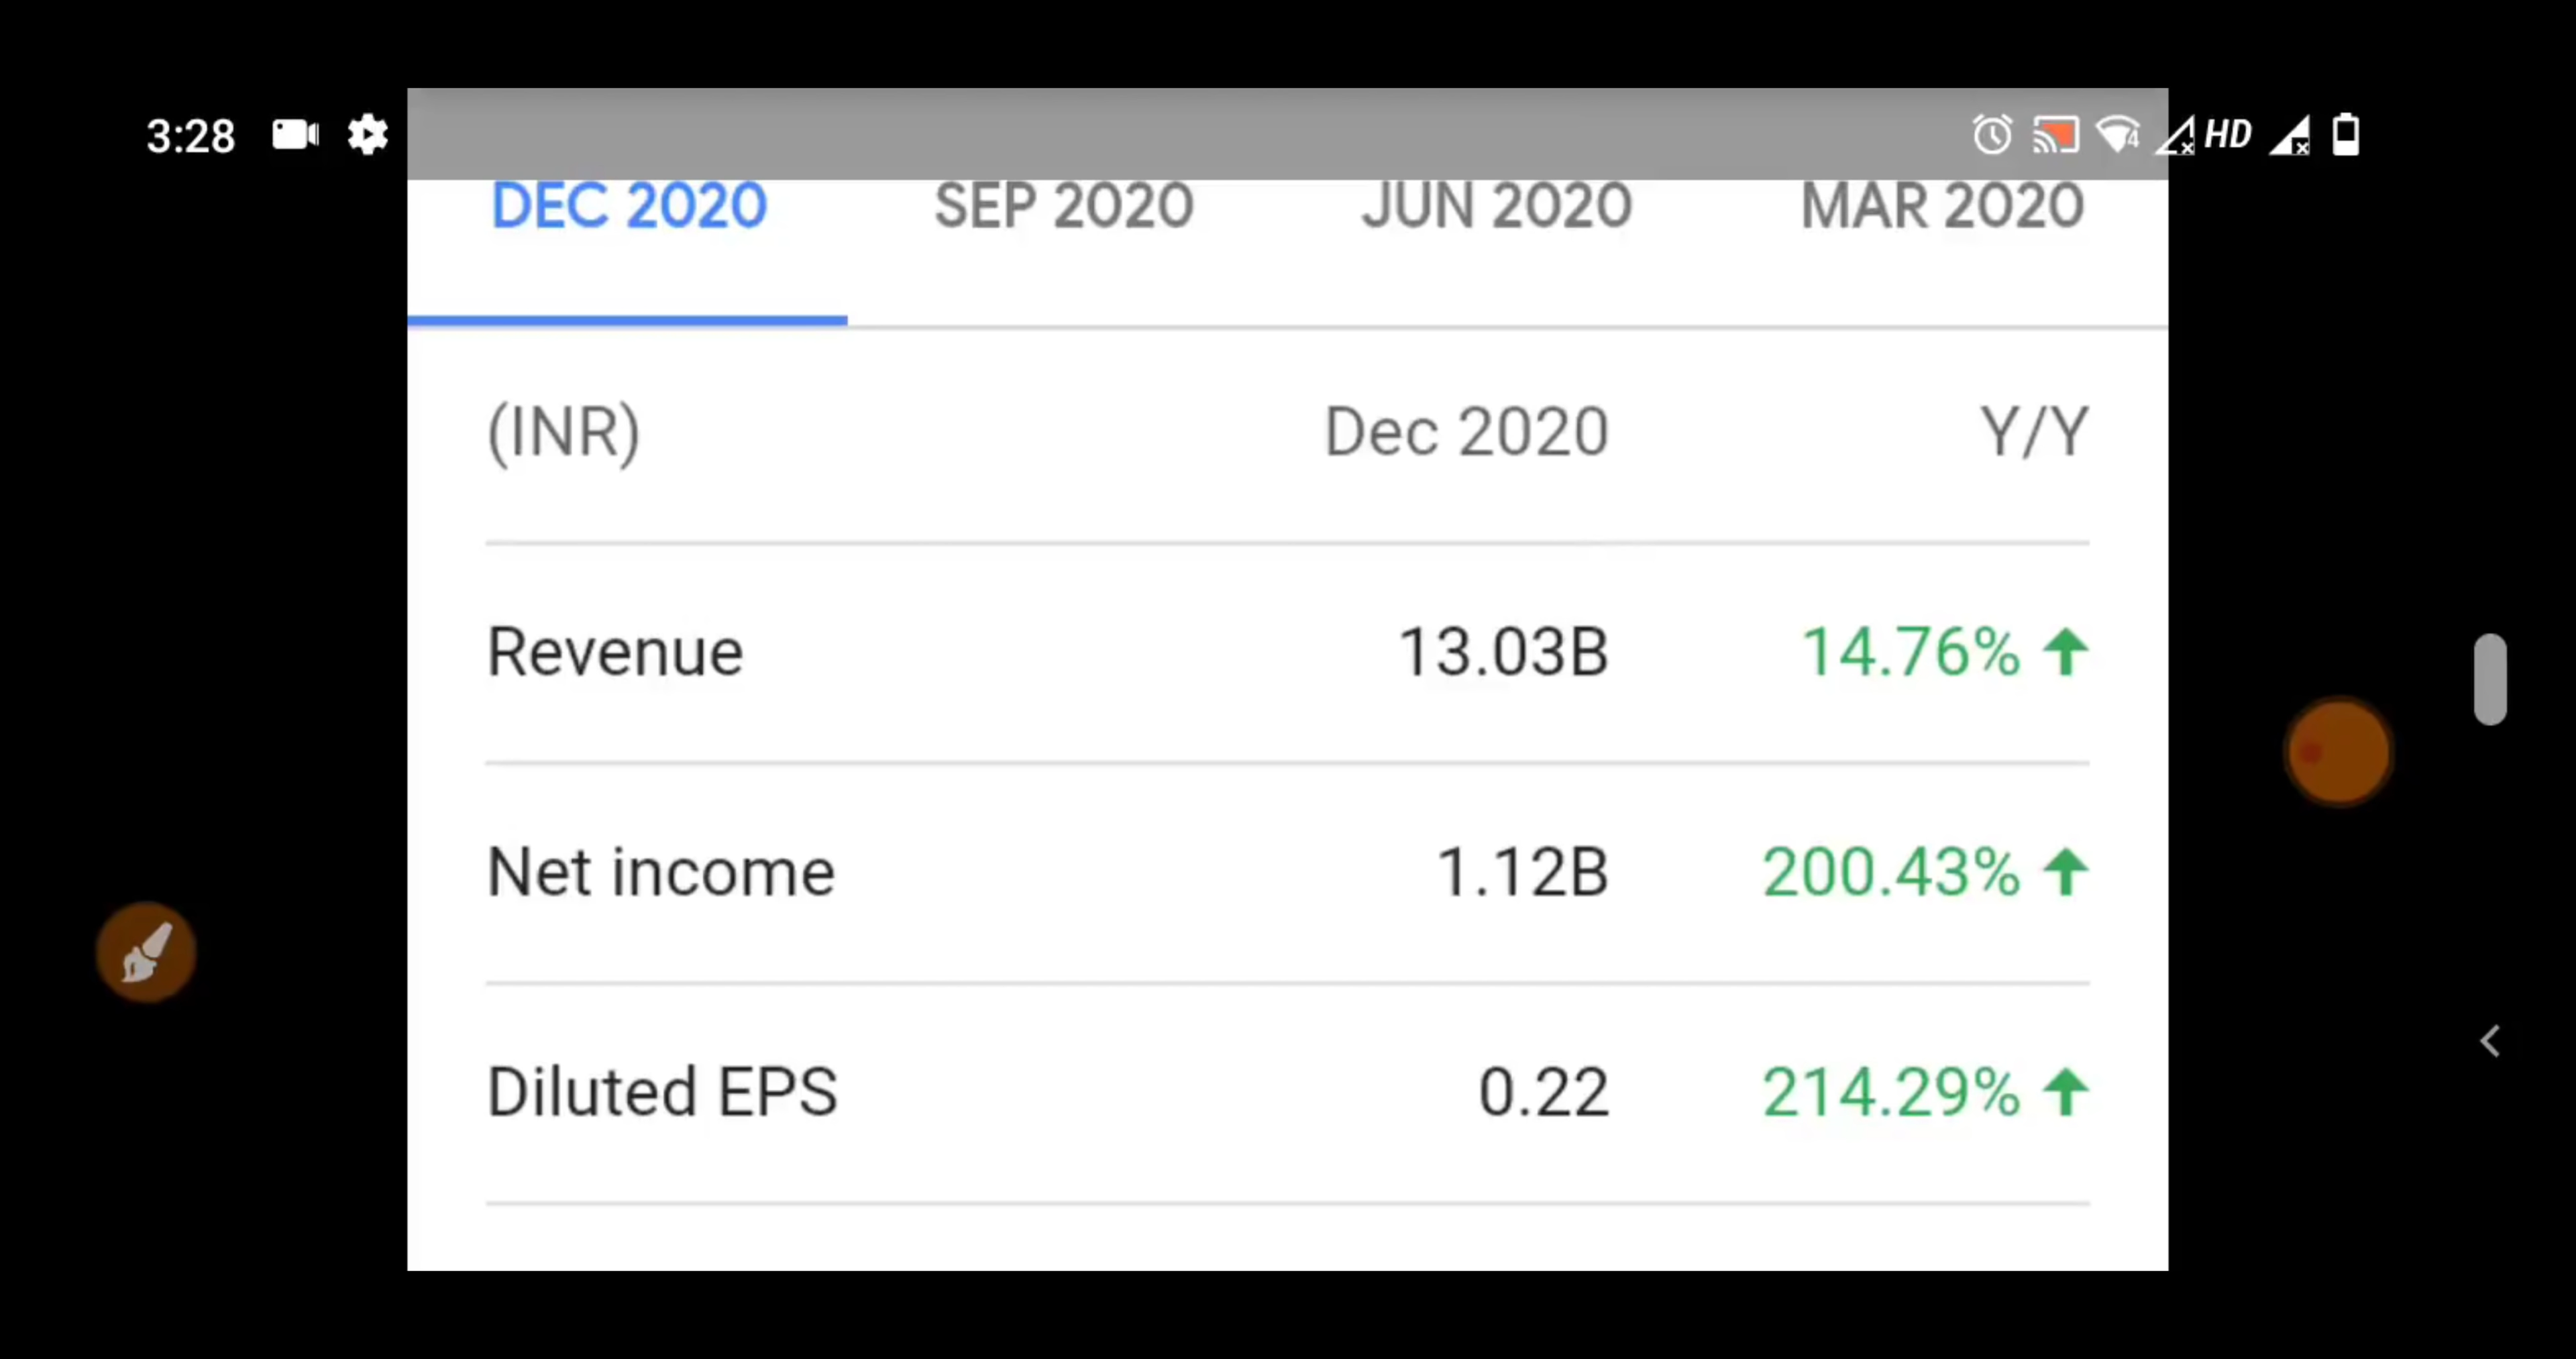 3:28 4 HD
DEC 2020 SEP 2020 JUN 2020 MAR 2020
(INR) Dec 2020 Y/Y
Revenue 13.03B 14.76%
Net income 1.12B 200.43%
Diluted EPS 0.22 214.29%